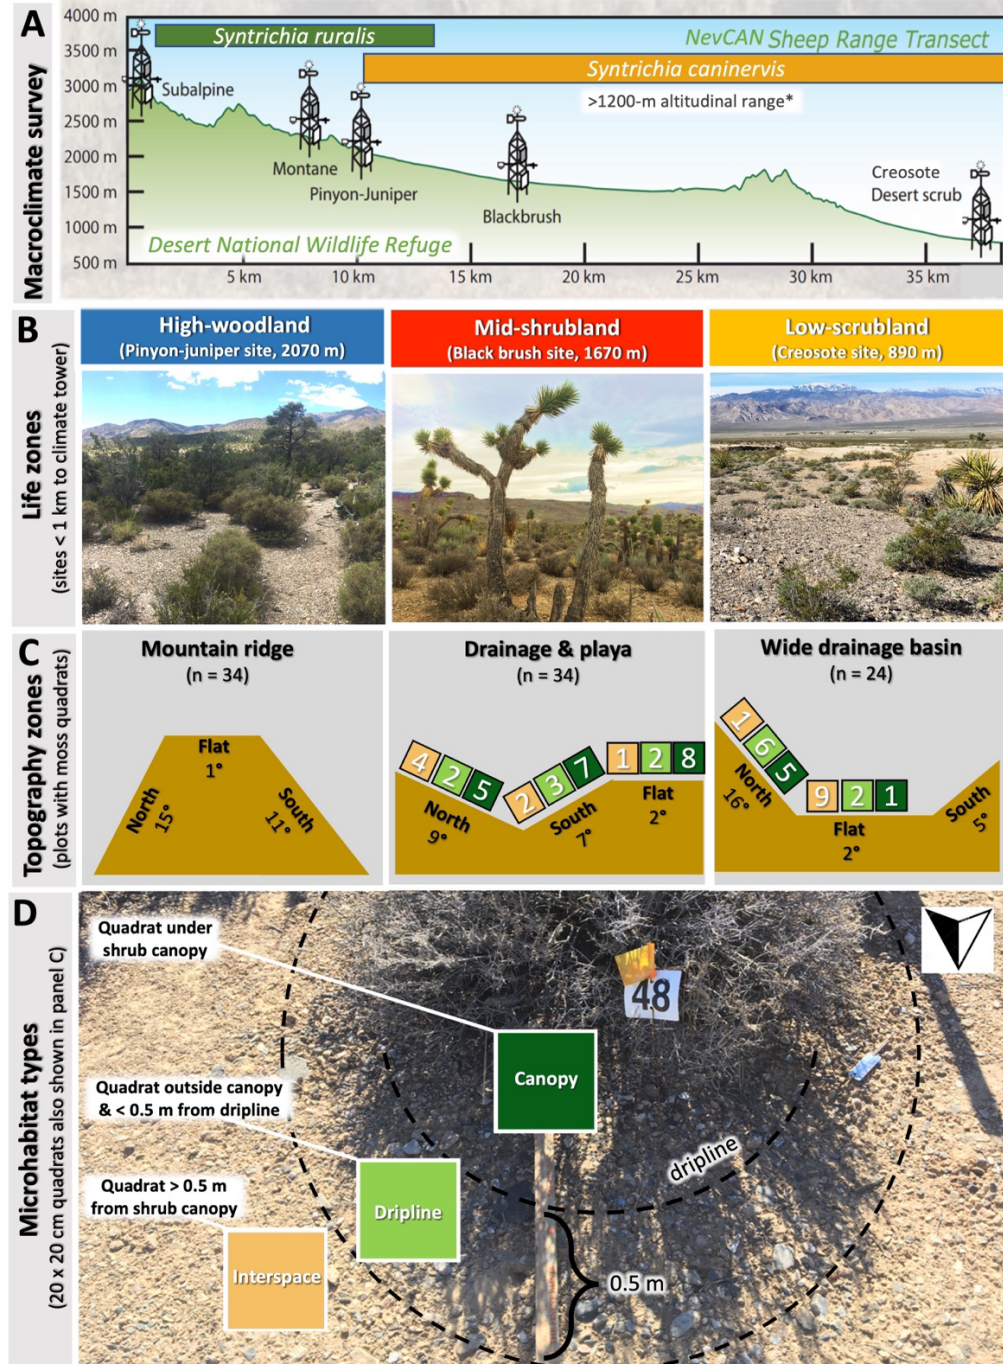 A
Macroclimate survey
4000 m
3500 m
3000 m
2500 m
2000 m
1500 m
1000 m
500 m
Syntrichia ruralis
NevCAN Sheep Range Transect
Syntrichia caninervis
>1200-m altitudinal range*
Subalpine
Montane
Pinyon-Juniper
Blackbrush
Creosote
Desert scrub
Desert National Wildlife Refuge
5 km
10 km
15 km
20 km
25 km
30 km
35 km
B
Life zones
(sites < 1 km to climate tower)
High-woodland
(Pinyon-juniper site, 2070 m)
Mid-shrubland
(Black brush site, 1670 m)
Low-scrubland
(Creosote site, 890 m)
C
Topography zones
(plots with moss quadrats)
Mountain ridge
(n = 34)
Flat
1°
North
15°
South
11°
Drainage & playa
(n = 34)
4 2 5
2 3 7
1 2 8
North
9°
South
7°
Flat
2°
Wide drainage basin
(n = 24)
1 6 5
9 2 1
North
16°
Flat
2°
South
5°
D
Microhabitat types
(20 x 20 cm quadrats also shown in panel C)
Quadrat under
shrub canopy
48
Canopy
Quadrat outside canopy
& < 0.5 m from dripline
dripline
Quadrat > 0.5 m
from shrub canopy
Dripline
Interspace
0.5 m